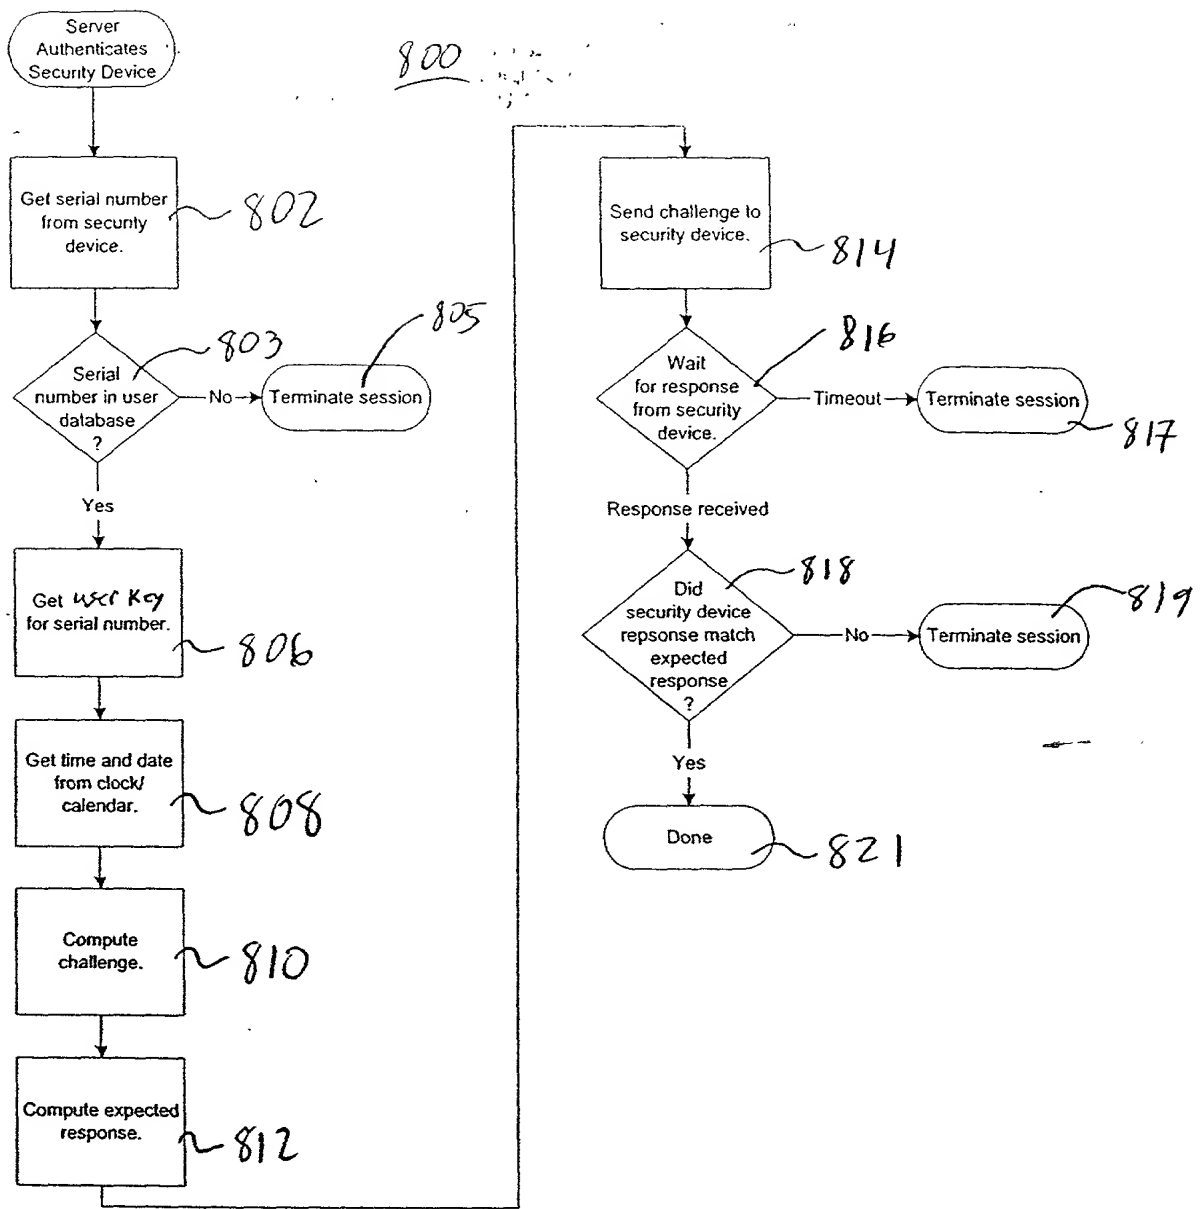 Server
Authenticates
Security Device
800
Get serial number
from security
device.
802
Serial
number in user
database
?
803
No
Terminate session
805
Yes
Get user Key
for serial number.
806
Get time and date
from clock/
calendar.
808
Compute
challenge.
810
Compute expected
response.
812
Send challenge to
security device.
814
Wait
for response
from security
device.
816
Timeout
Terminate session
817
Response received
Did
security device
repsonse match
expected
response
?
818
No
Terminate session
819
Yes
Done
821